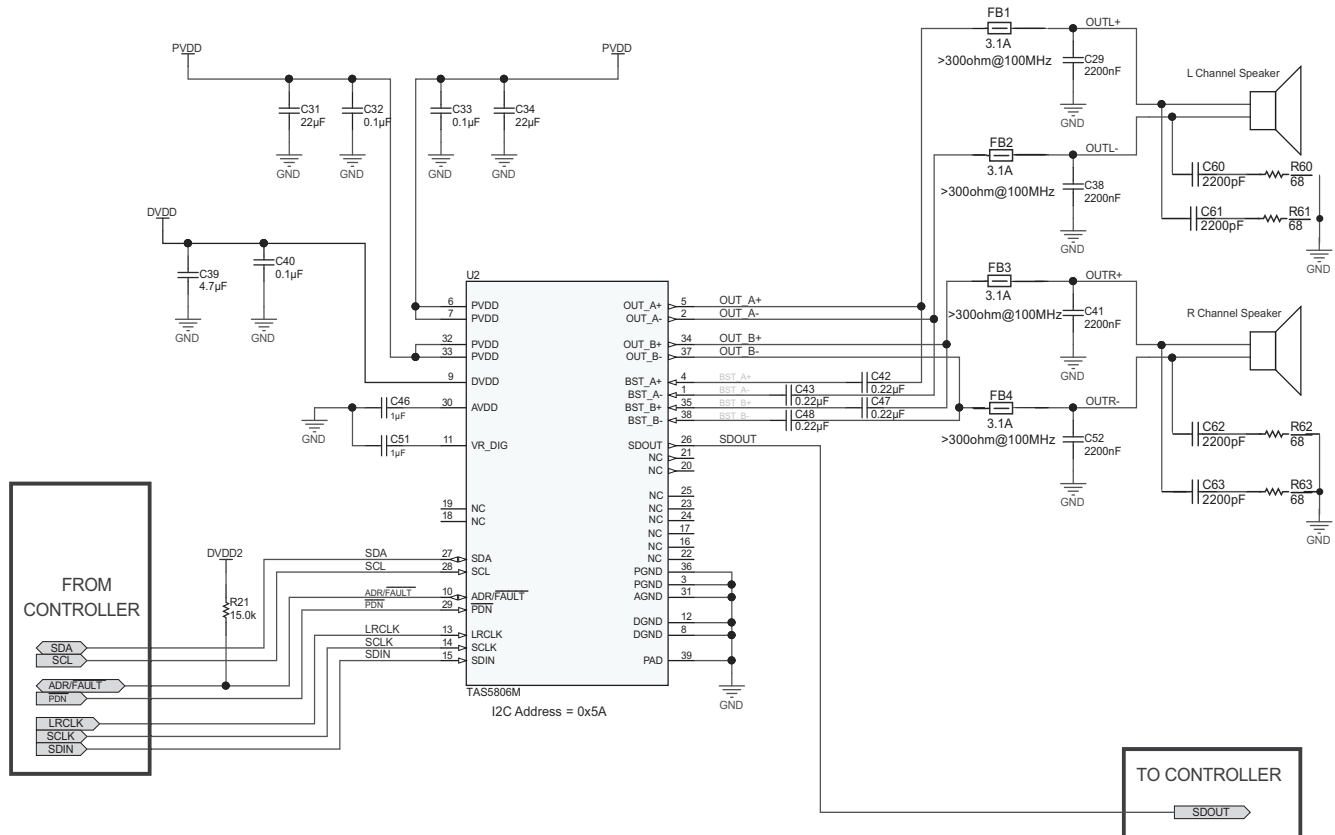 PVDD
C31
22µF
C32
0.1µF
GND
GND
PVDD
C33
0.1µF
C34
22µF
GND
GND
DVDD
C39
4.7µF
C40
0.1µF
GND
GND
FB1
3.1A
>300ohm@100MHz
OUTL+
C29
2200nF
GND
L Channel Speaker
FB2
3.1A
>300ohm@100MHz
OUTL-
C38
2200nF
GND
C60
2200pF
R60
68
C61
2200pF
R61
68
GND
FB3
3.1A
>300ohm@100MHz
OUTR+
C41
2200nF
GND
R Channel Speaker
FB4
3.1A
>300ohm@100MHz
OUTR-
C52
2200nF
GND
C62
2200pF
R62
68
C63
2200pF
R63
68
GND
U2
6 PVDD
7 PVDD
32 PVDD
33 PVDD
9 DVDD
30 AVDD
11 VR_DIG
19 NC
18 NC
27 SDA
28 SCL
10 ADR/FAULT
29 PDN
13 LRCLK
14 SCLK
15 SDIN
OUT_A+ 5 OUT_A+
OUT_A- 2 OUT_A-
OUT_B+ 34 OUT_B+
OUT_B- 37 OUT_B-
BST_A+ 4 BST_A+
BST_A- 1 BST_A-
BST_B+ 35 BST_B+
BST_B- 38 BST_B-
SDOUT 26 SDOUT
NC 21
NC 20
NC 25
NC 23
NC 24
NC 17
NC 16
NC 22
PGND 36
PGND 3
AGND 31
DGND 12
DGND 8
PAD 39
GND
C42
0.22µF
C43
0.22µF
C47
0.22µF
C48
0.22µF
C46
1µF
C51
1µF
GND
TAS5806M
I2C Address = 0x5A
DVDD2
R21
15.0k
SDA
SCL
ADR/FAULT
PDN
LRCLK
SCLK
SDIN
FROM
CONTROLLER
SDA
SCL
ADR/FAULT
PDN
LRCLK
SCLK
SDIN
TO CONTROLLER
SDOUT